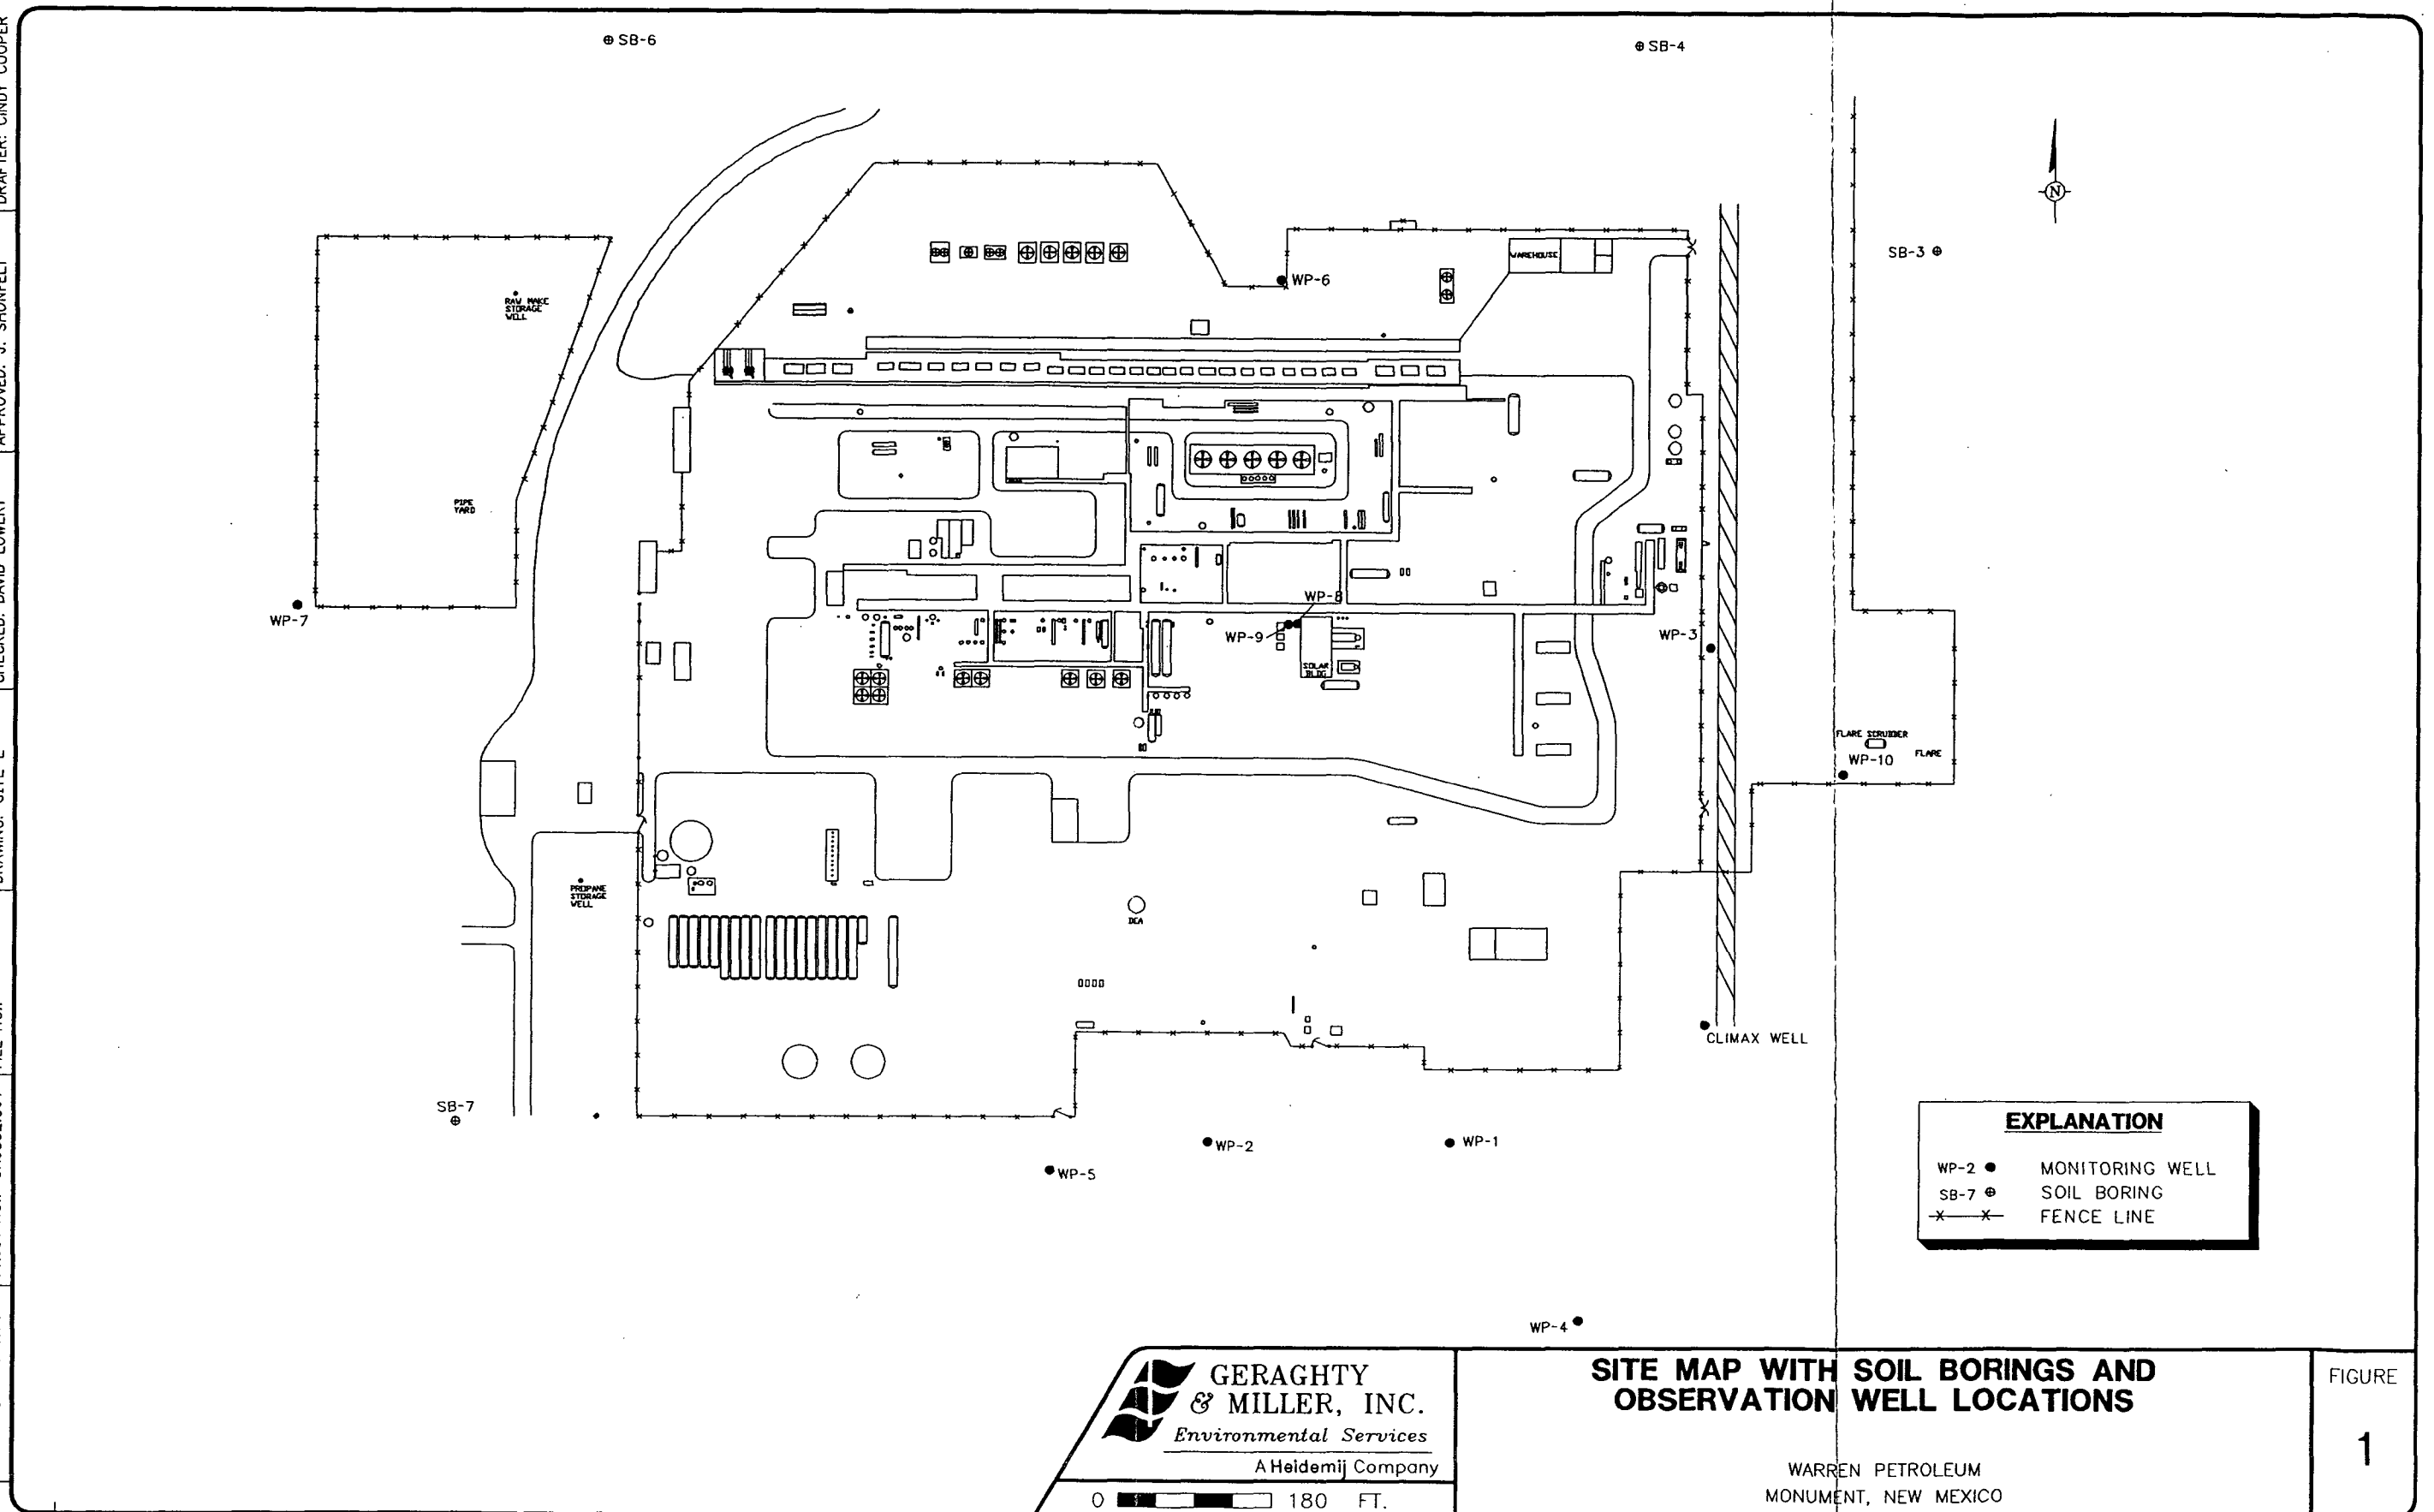 SB-6
SB-4
DRAFTER: CINDY COOPER
SB-3
WAREHOUSE
WP-6
RAW MAKE
STORAGE
WELL
PIPE
YARD
WP-7
WP-8
WP-9
SOLAR
BLDG
WP-3
FLARE SCRUBBER
WP-10
FLARE
PROPANE
STORAGE
WELL
DEA
CLIMAX WELL
SB-7
WP-2
WP-1
WP-5
WP-4
EXPLANATION
WP-2 MONITORING WELL
SB-7 SOIL BORING
FENCE LINE
GERAGHTY
& MILLER, INC.
Environmental Services
A Heidemij Company
0 180 FT.
SITE MAP WITH SOIL BORINGS AND
OBSERVATION WELL LOCATIONS
WARREN PETROLEUM
MONUMENT, NEW MEXICO
FIGURE
1
N